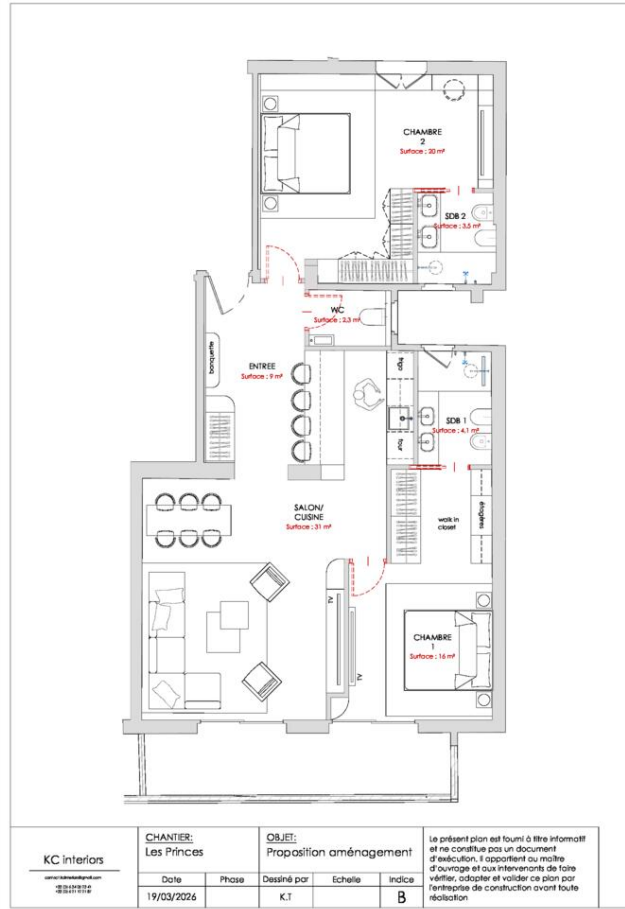 CHAMBRE
2
Surface : 20 m²
SDB 2
Surface : 3,5 m²
WC
Surface : 2,3 m²
banquette
ENTREE
Surface : 9 m²
frigo
four
SDB 1
Surface : 4,1 m²
SALON/
CUISINE
Surface : 31 m²
walk in
closet
étagères
TV
TV
CHAMBRE
1
Surface : 16 m²
KC interiors
CHANTIER:
Les Princes
OBJET:
Proposition aménagement
Date
Phase
Dessiné par
Echelle
Indice
19/03/2026
K.T
B
Le présent plan est fourni à titre informatif
et ne constitue pas un document
d'exécution. Il appartient au maître
d'ouvrage et aux intervenants de faire
vérifier, adapter et valider ce plan par
l'entreprise de construction avant toute
réalisation